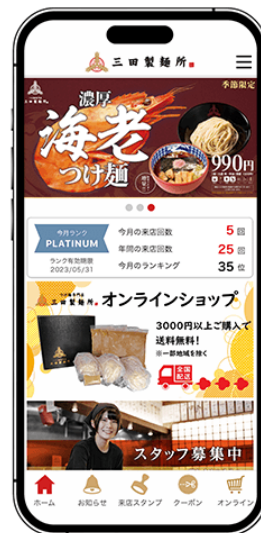 三田製麺所
季節限定
濃厚
海老
つけ麺
990円
今月ランク
PLATINUM
ランク有効期限
2023/05/31
今月の来店回数 5 回
年間の来店回数 25 回
今月のランキング 35 位
三田製麺所 オンラインショップ
3000円以上ご購入で
送料無料!
※一部地域を除く
全国
配送
スタッフ募集中
ホーム お知らせ 来店スタンプ クーポン オンライン